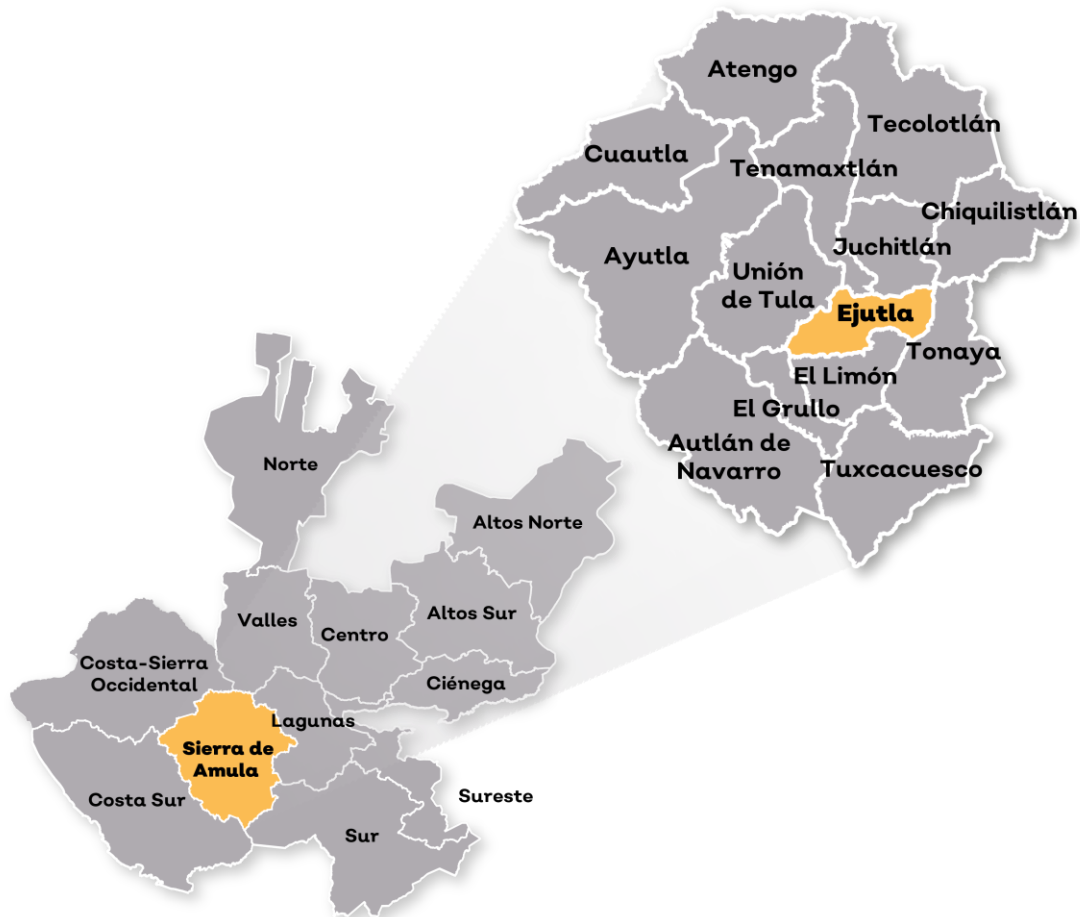 Atengo
Tecolotlán
Cuautla
Tenamaxtlán
Chiquilistlán
Juchitlán
Ayutla
Unión
de Tula
Ejutla
Tonaya
El Limón
El Grullo
Autlán de
Navarro
Tuxcacuesco
Norte
Altos Norte
Valles
Centro
Altos Sur
Costa-Sierra
Occidental
Ciénega
Lagunas
Sierra de
Amula
Costa Sur
Sureste
Sur